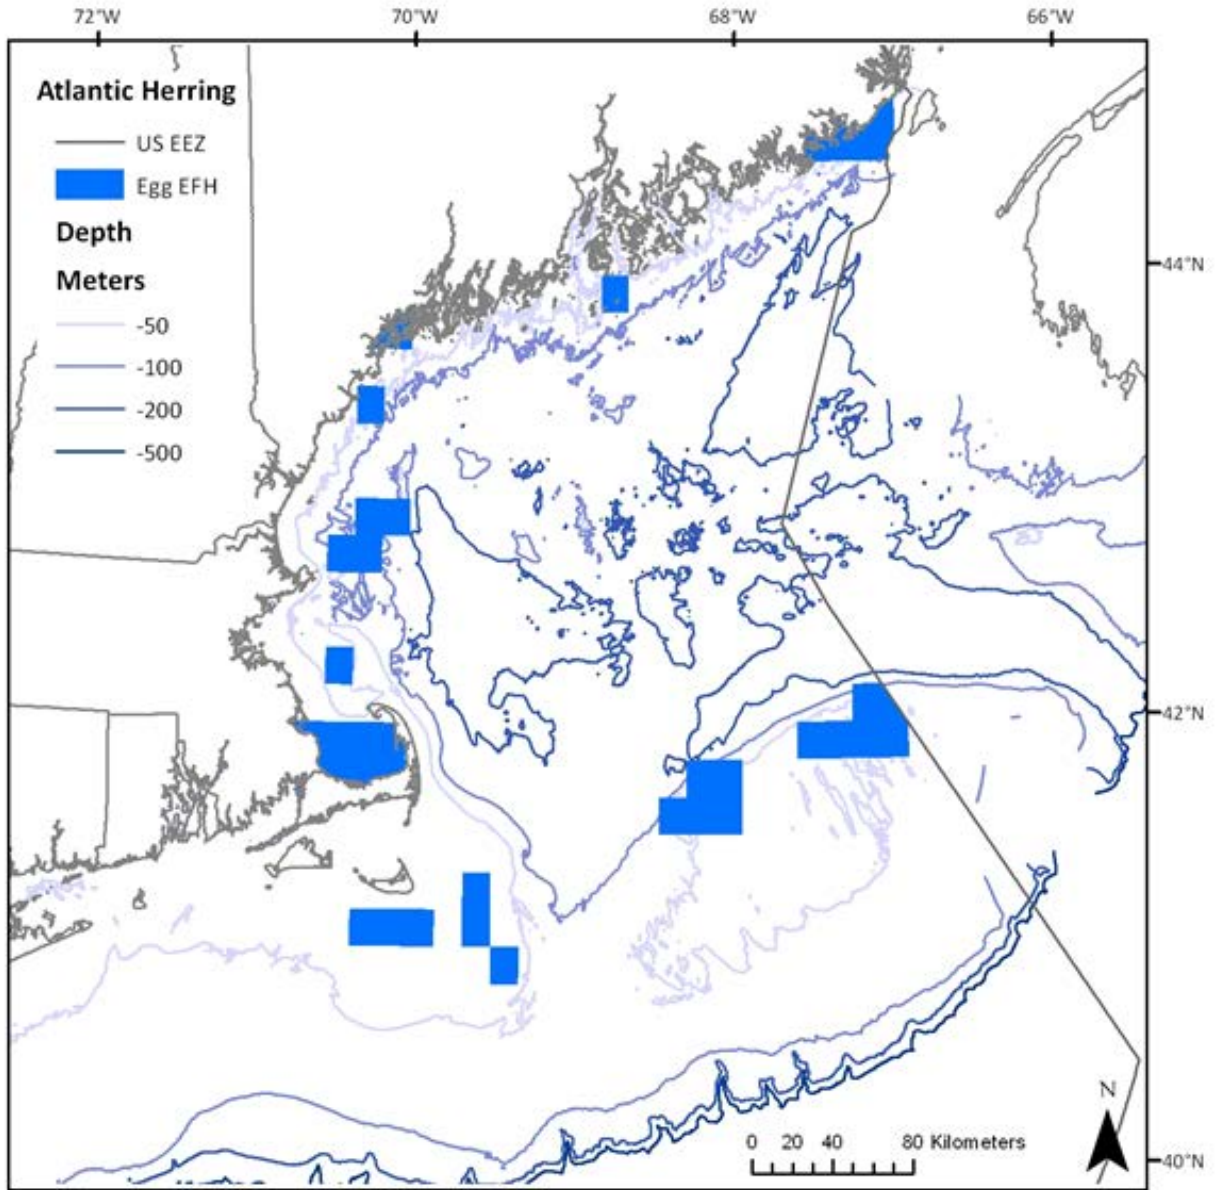 72°W 70°W 68°W 66°W
Atlantic Herring
US EEZ
Egg EFH
Depth
Meters
-50
-100
-200
-500
44°N
42°N
N
0 20 40 80 Kilometers
40°N